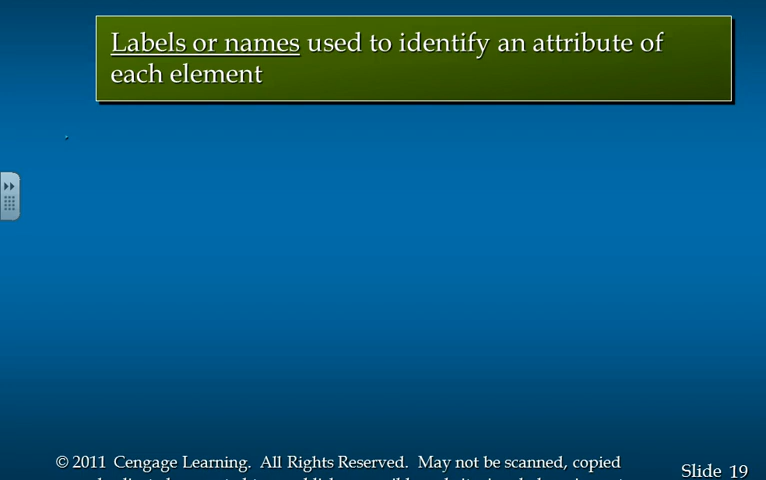 Labels or names used to identify an attribute of
each element
© 2011 Cengage Learning. All Rights Reserved. May not be scanned, copied
Slide 19